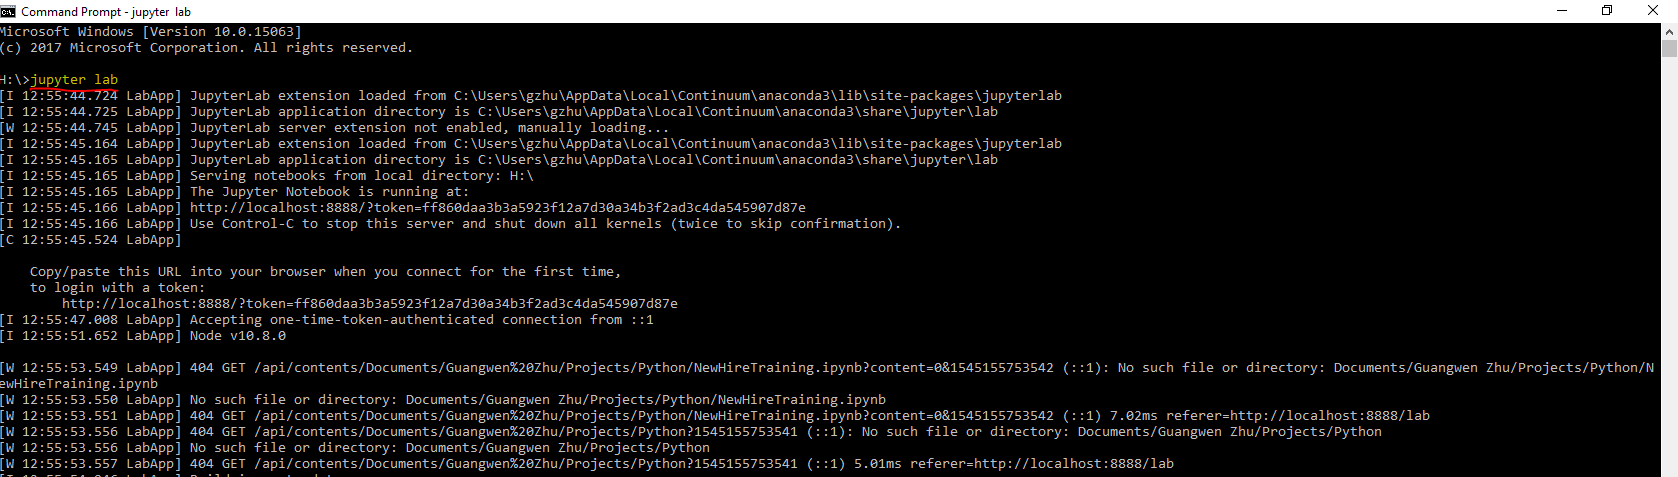 Command Prompt - jupyter lab
Microsoft Windows [Version 10.0.15063]
(c) 2017 Microsoft Corporation. All rights reserved.
H:\>jupyter lab
[I 12:55:44.724 LabApp] JupyterLab extension loaded from C:\Users\gzhu\AppData\Local\Continuum\anaconda3\lib\site-packages\jupyterlab
[I 12:55:44.725 LabApp] JupyterLab application directory is C:\Users\gzhu\AppData\Local\Continuum\anaconda3\share\jupyter\lab
[W 12:55:44.745 LabApp] JupyterLab server extension not enabled, manually loading...
[I 12:55:45.164 LabApp] JupyterLab extension loaded from C:\Users\gzhu\AppData\Local\Continuum\anaconda3\lib\site-packages\jupyterlab
[I 12:55:45.165 LabApp] JupyterLab application directory is C:\Users\gzhu\AppData\Local\Continuum\anaconda3\share\jupyter\lab
[I 12:55:45.165 LabApp] Serving notebooks from local directory: H:\
[I 12:55:45.165 LabApp] The Jupyter Notebook is running at:
[I 12:55:45.166 LabApp] http://localhost:8888/?token=ff860daa3b3a5923f12a7d30a34b3f2ad3c4da545907d87e
[I 12:55:45.166 LabApp] Use Control-C to stop this server and shut down all kernels (twice to skip confirmation).
[C 12:55:45.524 LabApp]
Copy/paste this URL into your browser when you connect for the first time,
to login with a token:
http://localhost:8888/?token=ff860daa3b3a5923f12a7d30a34b3f2ad3c4da545907d87e
[I 12:55:47.008 LabApp] Accepting one-time-token-authenticated connection from ::1
[I 12:55:51.652 LabApp] Node v10.8.0
[W 12:55:53.549 LabApp] 404 GET /api/contents/Documents/Guangwen%20Zhu/Projects/Python/NewHireTraining.ipynb?content=0&1545155753542 (::1): No such file or directory: Documents/Guangwen Zhu/Projects/Python/N
ewHireTraining.ipynb
[W 12:55:53.550 LabApp] No such file or directory: Documents/Guangwen Zhu/Projects/Python/NewHireTraining.ipynb
[W 12:55:53.551 LabApp] 404 GET /api/contents/Documents/Guangwen%20Zhu/Projects/Python/NewHireTraining.ipynb?content=0&1545155753542 (::1) 7.02ms referer=http://localhost:8888/lab
[W 12:55:53.556 LabApp] 404 GET /api/contents/Documents/Guangwen%20Zhu/Projects/Python?1545155753541 (::1): No such file or directory: Documents/Guangwen Zhu/Projects/Python
[W 12:55:53.556 LabApp] No such file or directory: Documents/Guangwen Zhu/Projects/Python
[W 12:55:53.557 LabApp] 404 GET /api/contents/Documents/Guangwen%20Zhu/Projects/Python?1545155753541 (::1) 5.01ms referer=http://localhost:8888/lab